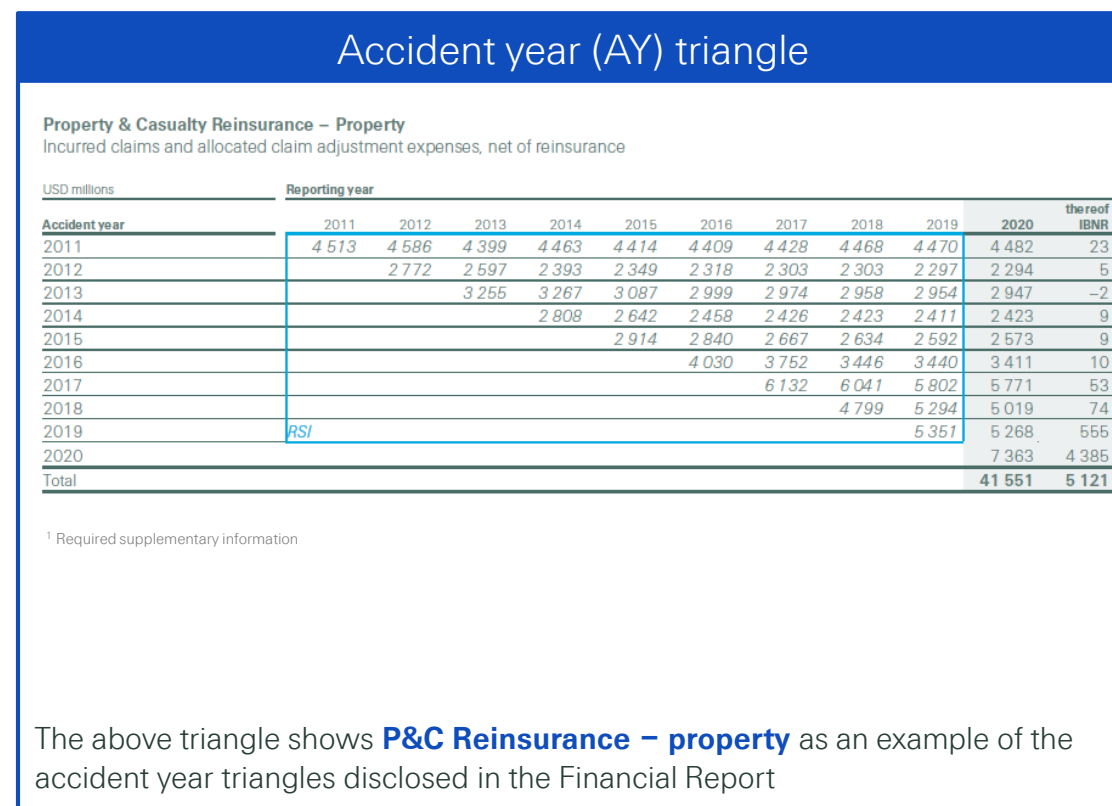 Accident year (AY) triangle
Property & Casualty Reinsurance – Property
Incurred claims and allocated claim adjustment expenses, net of reinsurance
USD millions Reporting year
thereof
Accident year 2011 2012 2013 2014 2015 2016 2017 2018 2019 2020 IBNR
2011 4 513 4 586 4 399 4 463 4 414 4 409 4 428 4 468 4 470 4 482 23
2012 2 772 2 597 2 393 2 349 2 318 2 303 2 303 2 297 2 294 5
2013 3 255 3 267 3 087 2 999 2 974 2 958 2 954 2 947 –2
2014 2 808 2 642 2 458 2 426 2 423 2 411 2 423 9
2015 2 914 2 840 2 667 2 634 2 592 2 573 9
2016 4 030 3 752 3 446 3 440 3 411 10
2017 6 132 6 041 5 802 5 771 53
2018 4 799 5 294 5 019 74
2019 RSI 5 351 5 268 555
2020 7 363 4 385
Total 41 551 5 121
1 Required supplementary information
The above triangle shows P&C Reinsurance – property as an example of the
accident year triangles disclosed in the Financial Report